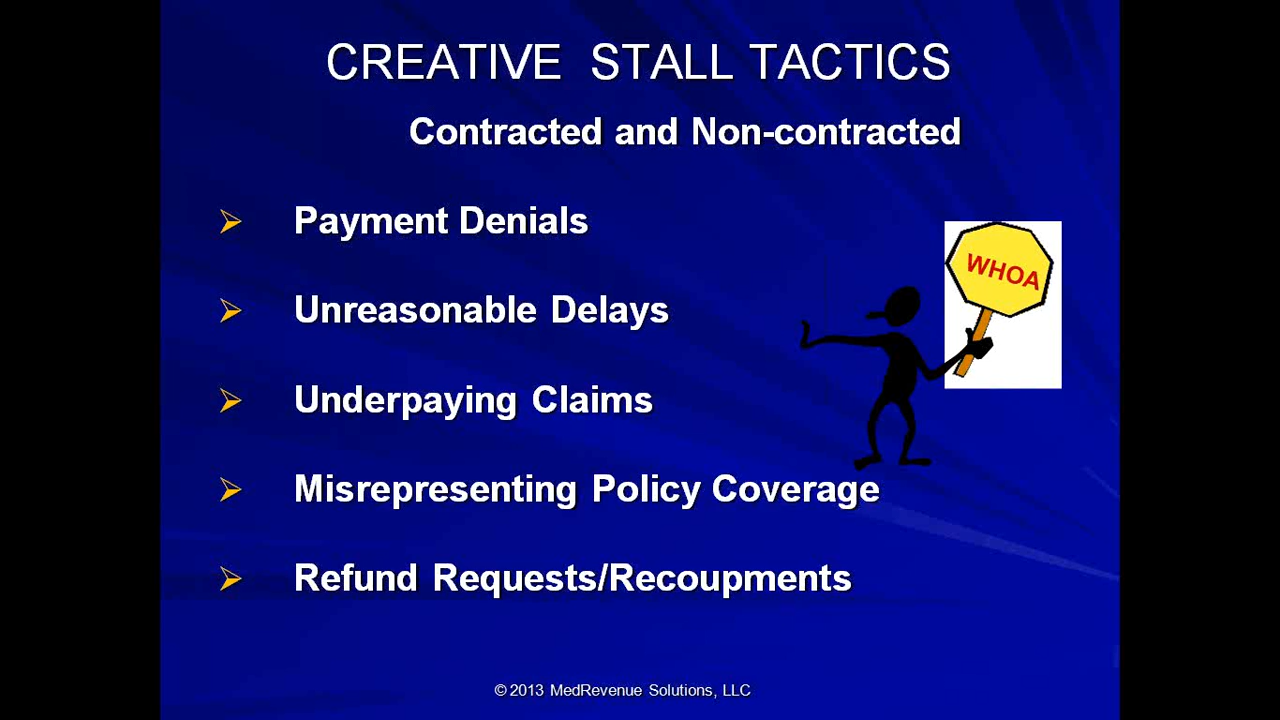 CREATIVE STALL TACTICS
Contracted and Non-contracted
Payment Denials
WHOA
Unreasonable Delays
Underpaying Claims
Misrepresenting Policy Coverage
Refund Requests/Recoupments
© 2013 MedRevenue Solutions, LLC